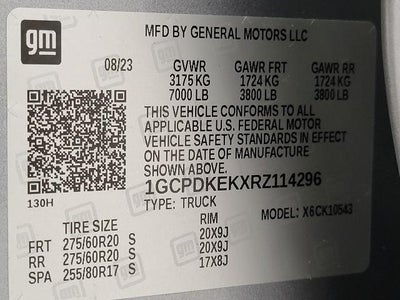 gm
MFD BY GENERAL MOTORS LLC
08/23 GVWR GAWR FRT GAWR RR
3175 KG 1724 KG 1724 KG
7000 LB 3800 LB 3800 LB
THIS VEHICLE CONFORMS TO ALL
APPLICABLE U.S. FEDERAL MOTOR
VEHICLE SAFETY STANDARDS IN EFFECT
ON THE DATE OF MANUFACTURE
SHOWN ABOVE.
130H
1GCPDKEKXRZ114296
TYPE: TRUCK MODEL: X6CK10543
TIRE SIZE RIM
FRT 275/60R20 S 20X9J
RR 275/60R20 S 20X9J
SPA 255/80R17 S 17X8J